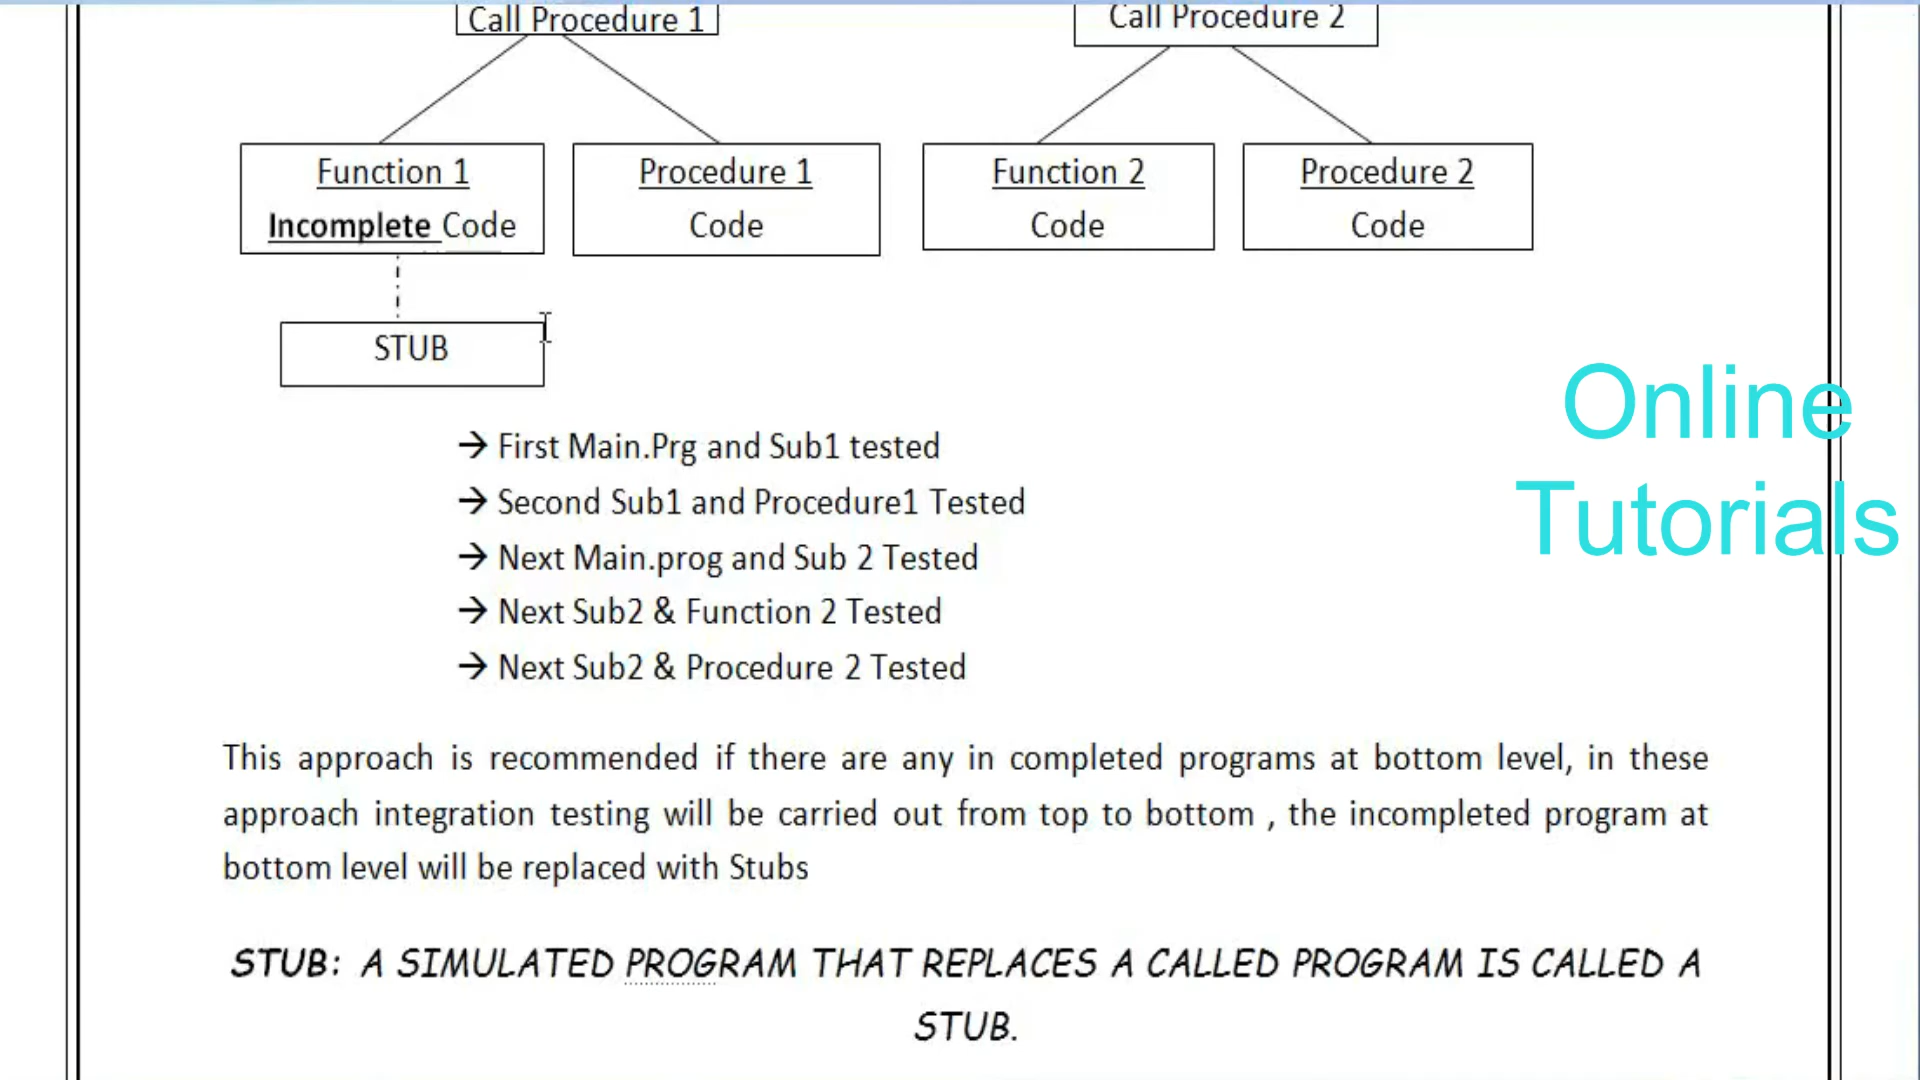 Call Procedure 1
Call Procedure 2
Function 1
Incomplete Code
Procedure 1
Code
Function 2
Code
Procedure 2
Code
STUB
→ First Main.Prg and Sub1 tested
→ Second Sub1 and Procedure1 Tested
→ Next Main.prog and Sub 2 Tested
→ Next Sub2 & Function 2 Tested
→ Next Sub2 & Procedure 2 Tested
Online
Tutorials
This approach is recommended if there are any in completed programs at bottom level, in these
approach integration testing will be carried out from top to bottom , the incompleted program at
bottom level will be replaced with Stubs
STUB: A SIMULATED PROGRAM THAT REPLACES A CALLED PROGRAM IS CALLED A
STUB.